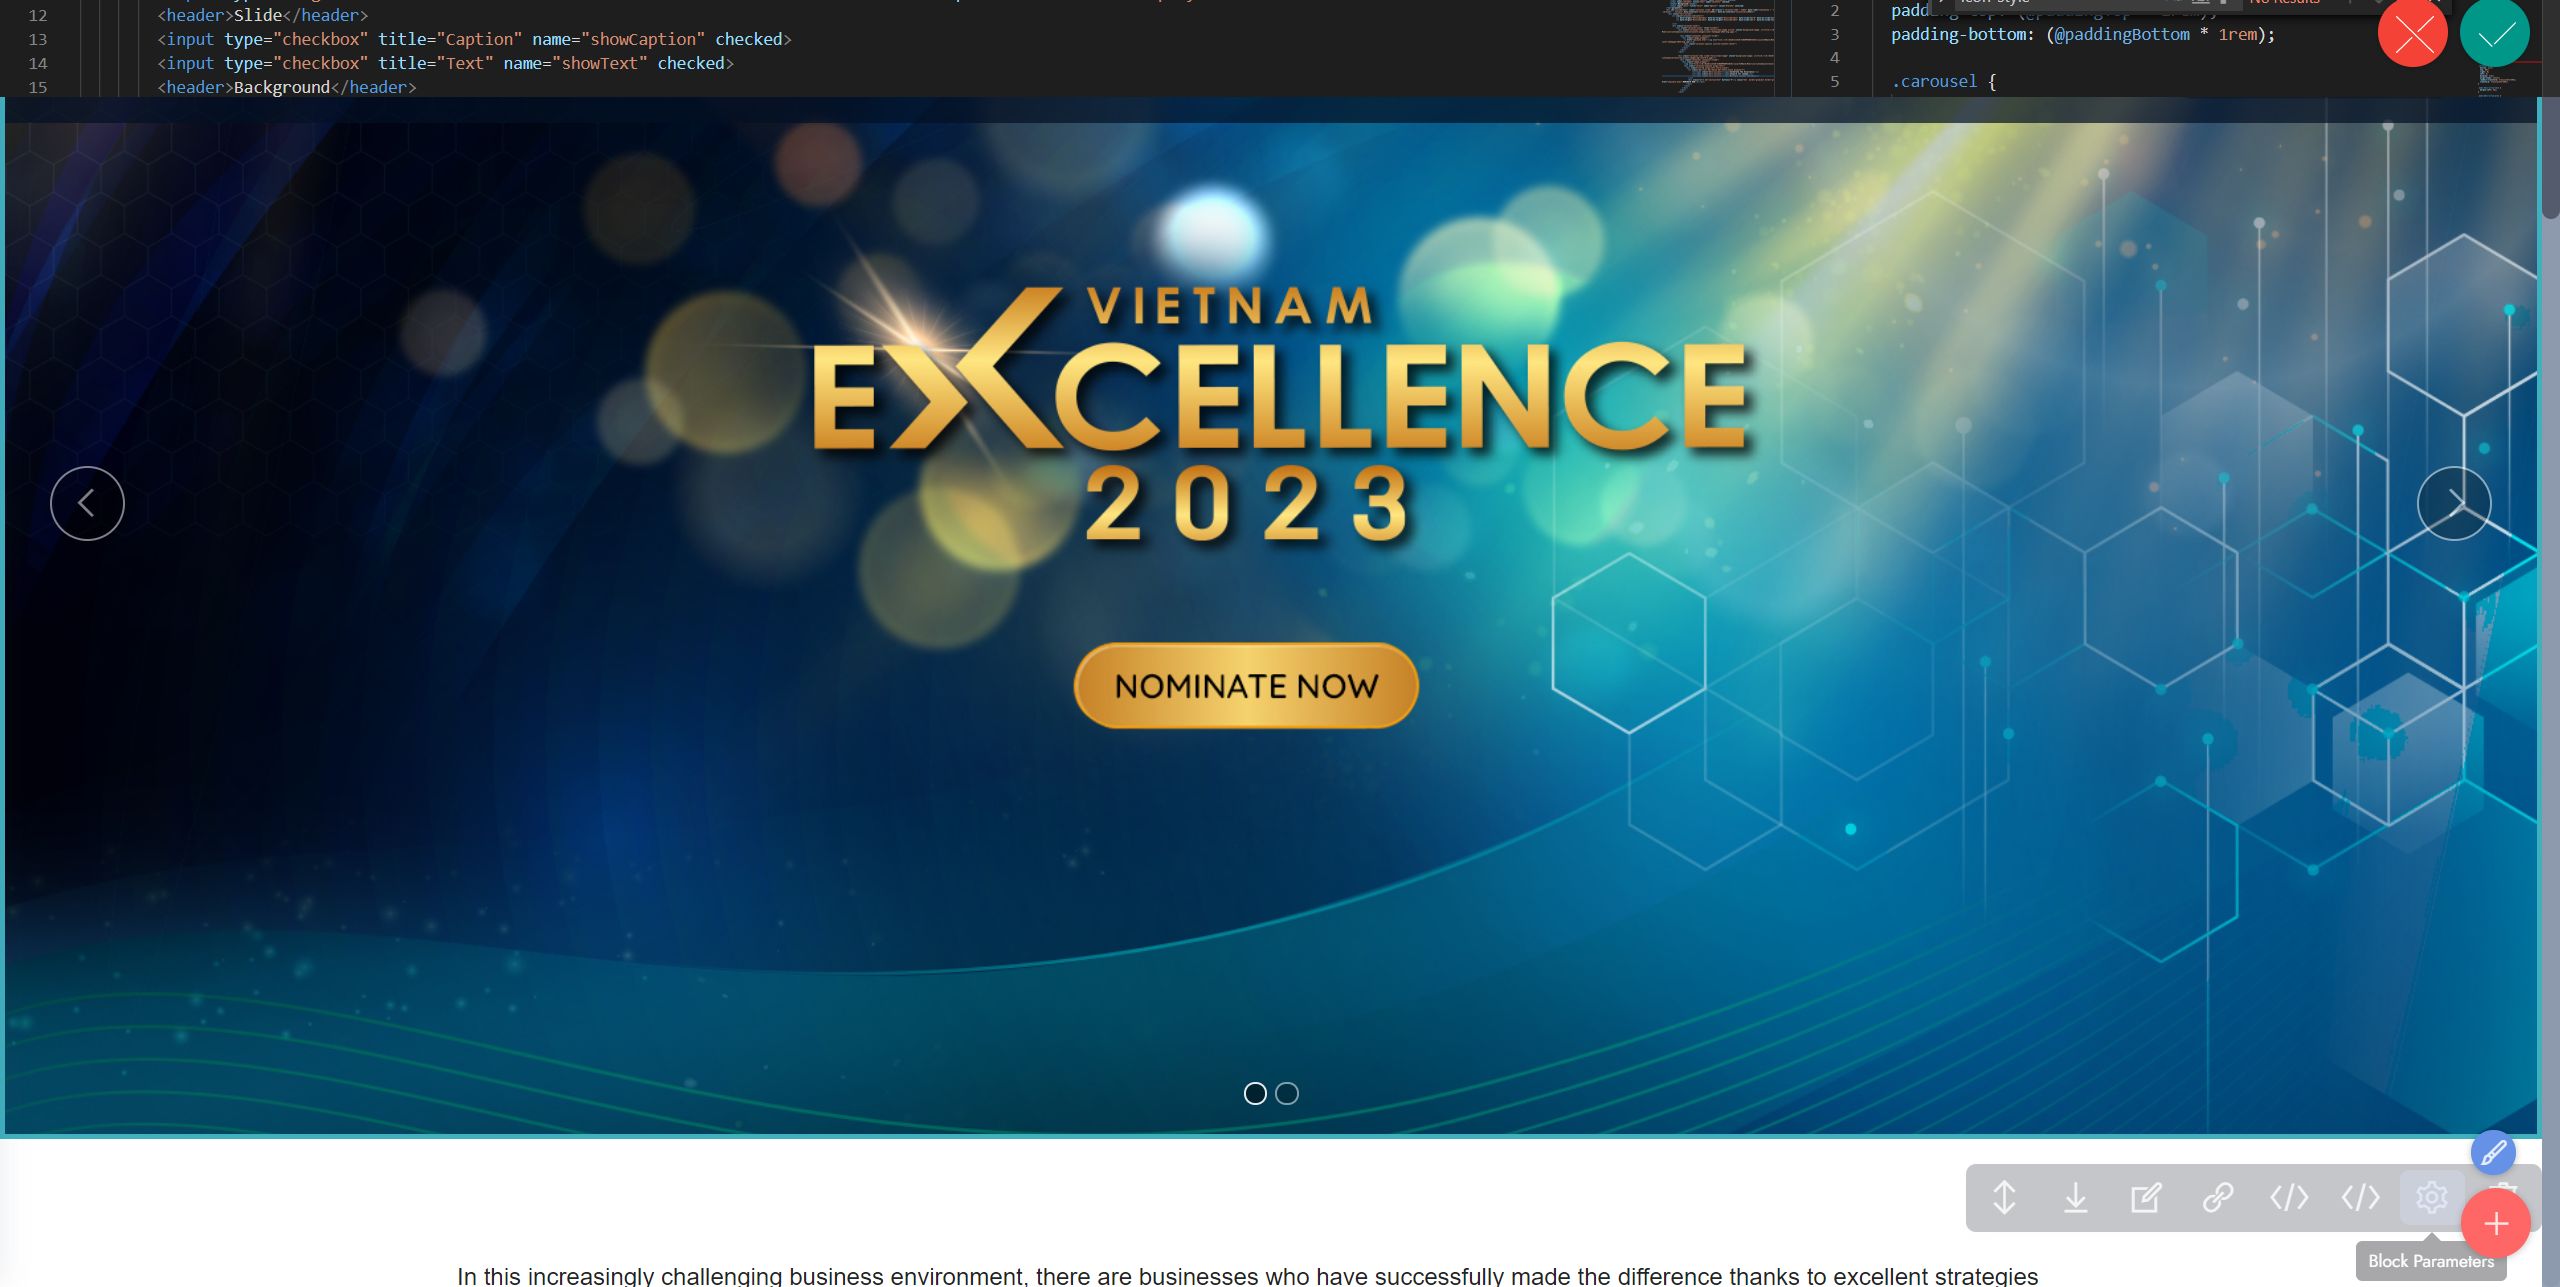 12 <header>Slide</header>
13 <input type="checkbox" title="Caption" name="showCaption" checked>
14 <input type="checkbox" title="Text" name="showText" checked>
15 <header>Background</header>
2
3 padding-bottom: (@paddingBottom * 1rem);
4
5 .carousel {
No Results
VIETNAM
EXCELLENCE
2023
NOMINATE NOW
Block Parameters
In this increasingly challenging business environment, there are businesses who have successfully made the difference thanks to excellent strategies